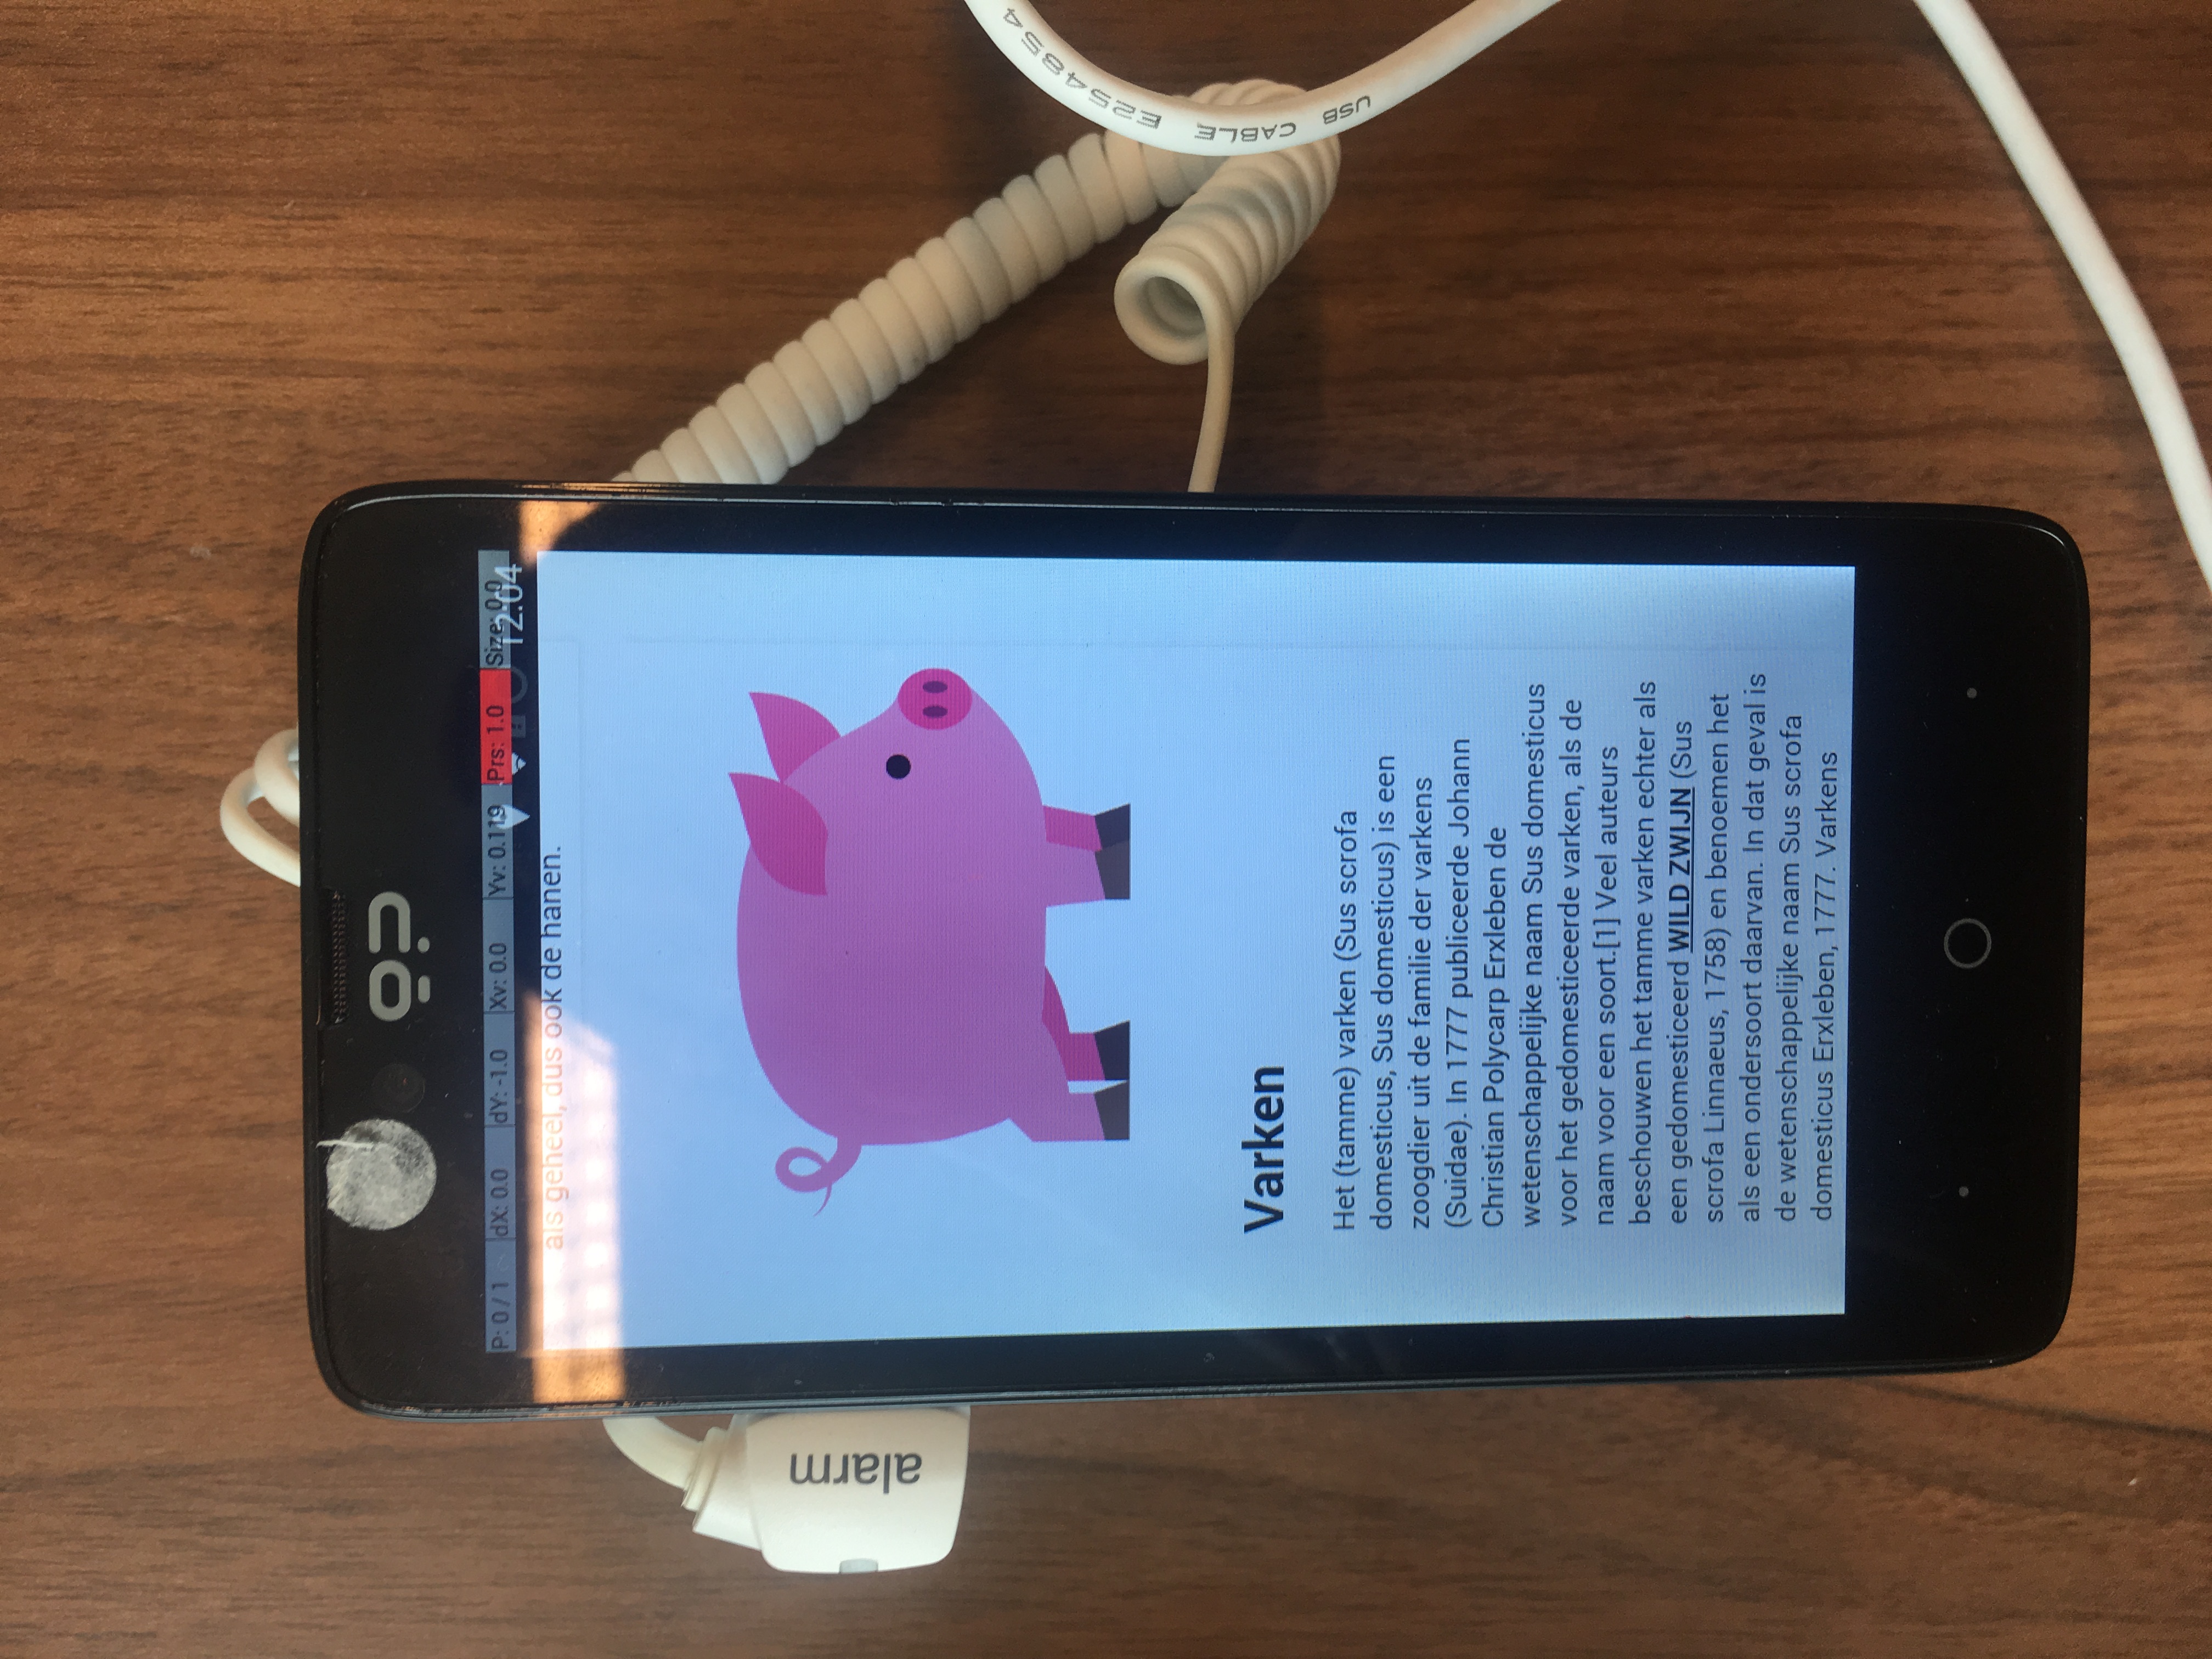 P: 0 / 1 dX: 0.0 dY: -1.0 Xv: 0.0 Yv: 0.119 Prs: 1.0 Size: 0.0
12:04
als geheel, dus ook de hanen.
alarm
Varken
Het (tamme) varken (Sus scrofa
domesticus, Sus domesticus) is een
zoogdier uit de familie der varkens
(Suidae). In 1777 publiceerde Johann
Christian Polycarp Erxleben de
wetenschappelijke naam Sus domesticus
voor het gedomesticeerde varken, als de
naam voor een soort.[1] Veel auteurs
beschouwen het tamme varken echter als
een gedomesticeerd WILD ZWIJN (Sus
scrofa Linnaeus, 1758) en benoemen het
als een ondersoort daarvan. In dat geval is
de wetenschappelijke naam Sus scrofa
domesticus Erxleben, 1777. Varkens
USB CABLE E254854